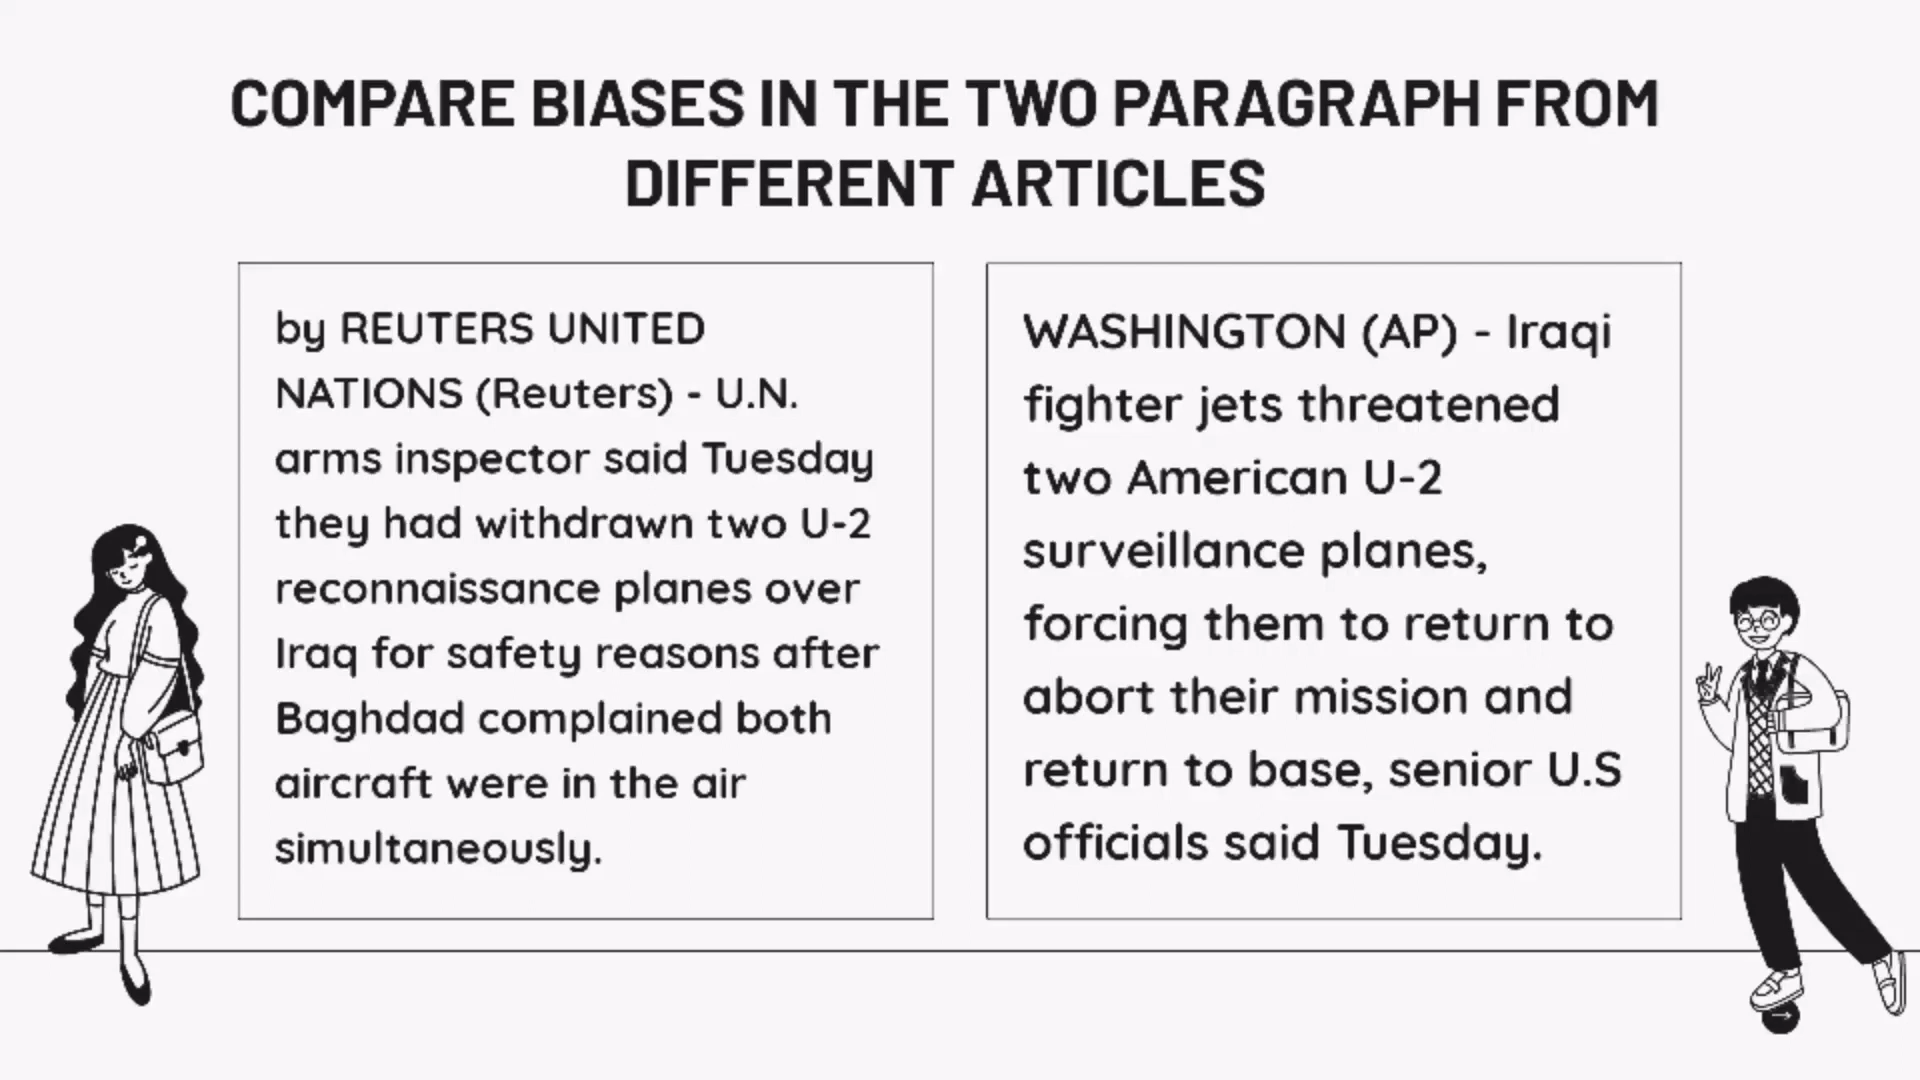 COMPARE BIASES IN THE TWO PARAGRAPH FROM
DIFFERENT ARTICLES
by REUTERS UNITED
NATIONS (Reuters) - U.N.
arms inspector said Tuesday
they had withdrawn two U-2
reconnaissance planes over
Iraq for safety reasons after
Baghdad complained both
aircraft were in the air
simultaneously.
WASHINGTON (AP) - Iraqi
fighter jets threatened
two American U-2
surveillance planes,
forcing them to return to
abort their mission and
return to base, senior U.S
officials said Tuesday.